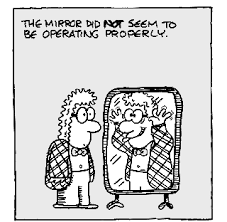 THE MIRROR DID NOT SEEM TO
BE OPERATING PROPERLY.